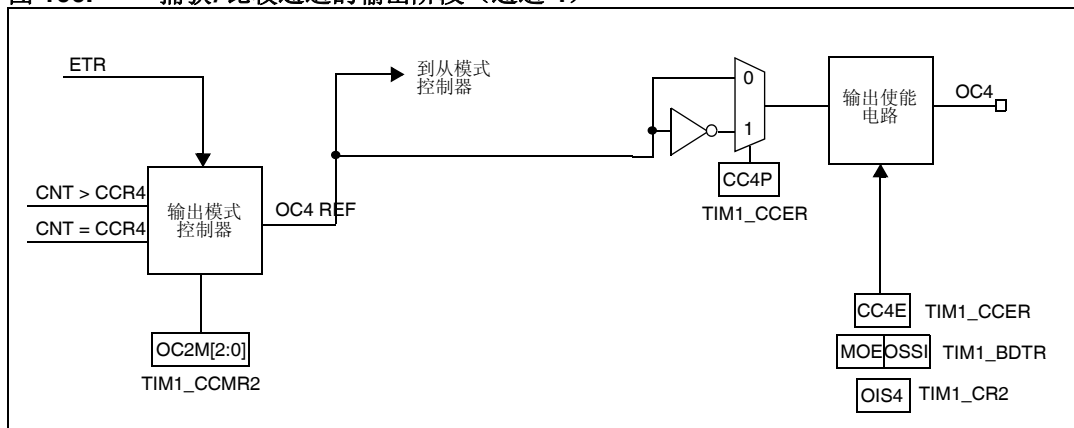 ETR
到从模式
控制器
0
1
输出使能
电路
OC4
CC4P
TIM1_CCER
CNT > CCR4
CNT = CCR4
输出模式
控制器
OC4 REF
OC2M[2:0]
TIM1_CCMR2
CC4E TIM1_CCER
MOE OSSI TIM1_BDTR
OIS4 TIM1_CR2